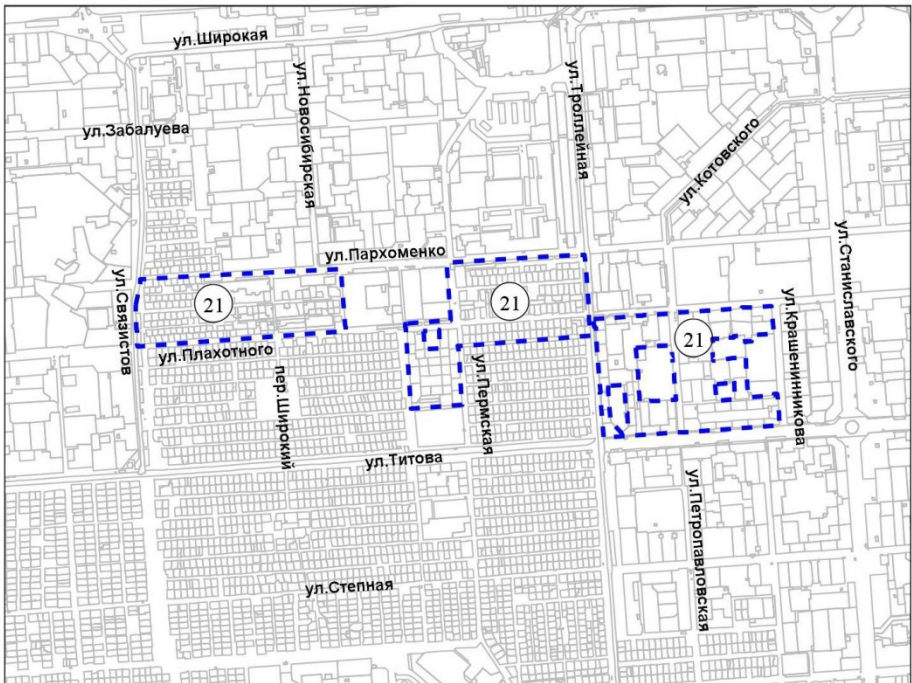 ул.Широкая
ул.Новосибирская
ул.Троллейная
ул.Забалуева
ул.Котовского
ул.Пархоменко
ул.Станиславского
ул.Связистов
21
21
21
ул.Крашенинникова
ул.Плахотного
пер.Широкий
ул.Пермская
ул.Титова
ул.Петропавловская
ул.Степная